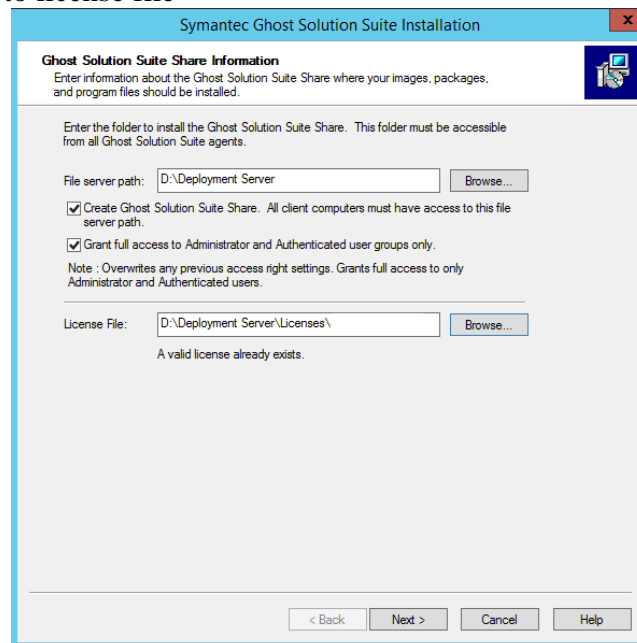 to license file
Symantec Ghost Solution Suite Installation
x
Ghost Solution Suite Share Information
Enter information about the Ghost Solution Suite Share where your images, packages,
and program files should be installed.
Enter the folder to install the Ghost Solution Suite Share. This folder must be accessible
from all Ghost Solution Suite agents.
File server path: D:\Deployment Server Browse...
Create Ghost Solution Suite Share. All client computers must have access to this file
server path.
Grant full access to Administrator and Authenticated user groups only.
Note : Overwrites any previous access right settings. Grants full access to only
Administrator and Authenticated users.
License File: D:\Deployment Server\Licenses\ Browse...
A valid license already exists.
< Back Next > Cancel Help